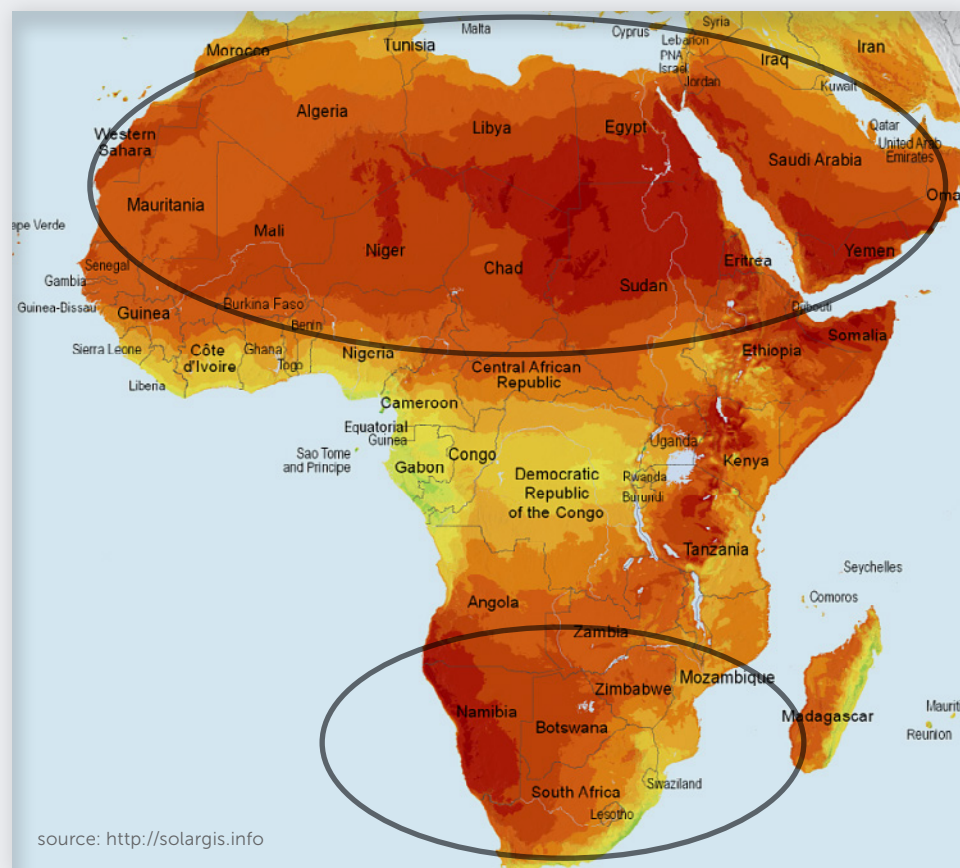 Syria
Malta
Cyprus
Lebanon
PNA
Israel
Jordan
Iraq
Iran
Kuwait
Morocco
Tunisia
Algeria
Libya
Egypt
Qatar
United Arab
Emirates
Western
Sahara
Saudi Arabia
Oma
Mauritania
Mali
Niger
Chad
Sudan
Eritrea
Yemen
ape Verde
Senegal
Gambia
Guinea-Bissau
Guinea
Burkina Faso
Benin
Djibouti
Somalia
Sierra Leone
Côte
d'Ivoire
Ghana
Togo
Nigeria
Ethiopia
Liberia
Central African
Republic
Cameroon
Equatorial
Guinea
Sao Tome
and Principe
Gabon
Congo
Democratic
Republic
of the Congo
Uganda
Kenya
Rwanda
Burundi
Tanzania
Seychelles
Comoros
Angola
Zambia
Mozambique
Zimbabwe
Namibia
Botswana
Madagascar
Maurit
Reunion
Swaziland
South Africa
Lesotho
source: http://solargis.info